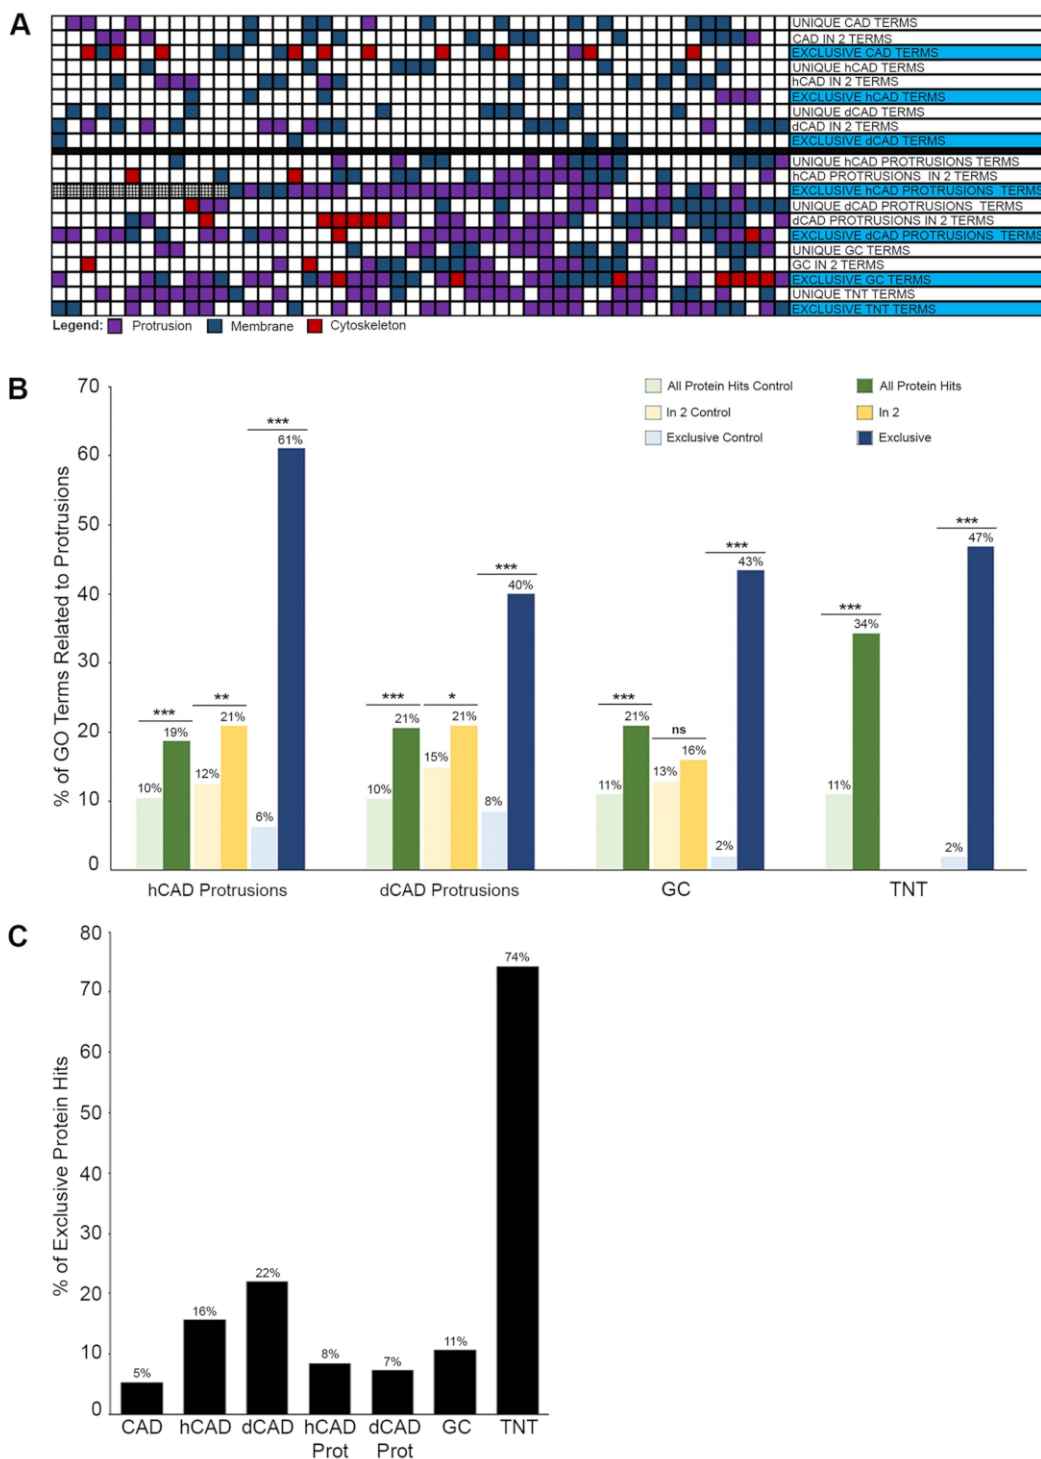 A
UNIQUE CAD TERMS
CAD IN 2 TERMS
EXCLUSIVE CAD TERMS
UNIQUE hCAD TERMS
hCAD IN 2 TERMS
EXCLUSIVE hCAD TERMS
UNIQUE dCAD TERMS
dCAD IN 2 TERMS
EXCLUSIVE dCAD TERMS
UNIQUE hCAD PROTRUSIONS TERMS
hCAD PROTRUSIONS IN 2 TERMS
EXCLUSIVE hCAD PROTRUSIONS TERMS
UNIQUE dCAD PROTRUSIONS TERMS
dCAD PROTRUSIONS IN 2 TERMS
EXCLUSIVE dCAD PROTRUSIONS TERMS
UNIQUE GC TERMS
GC IN 2 TERMS
EXCLUSIVE GC TERMS
UNIQUE TNT TERMS
EXCLUSIVE TNT TERMS
Legend: Protrusion Membrane Cytoskeleton
B
% of GO Terms Related to Protrusions
70
60
50
40
30
20
10
0
All Protein Hits Control All Protein Hits
In 2 Control In 2
Exclusive Control Exclusive
*** ** ***
10% 19% 12% 21% 6% 61%
*** * ***
10% 21% 15% 21% 8% 40%
*** ns ***
11% 21% 13% 16% 2% 43%
*** ***
11% 34% 2% 47%
hCAD Protrusions dCAD Protrusions GC TNT
C
% of Exclusive Protein Hits
80
70
60
50
40
30
20
10
0
5% 16% 22% 8% 7% 11% 74%
CAD hCAD dCAD hCAD dCAD GC TNT
Prot Prot